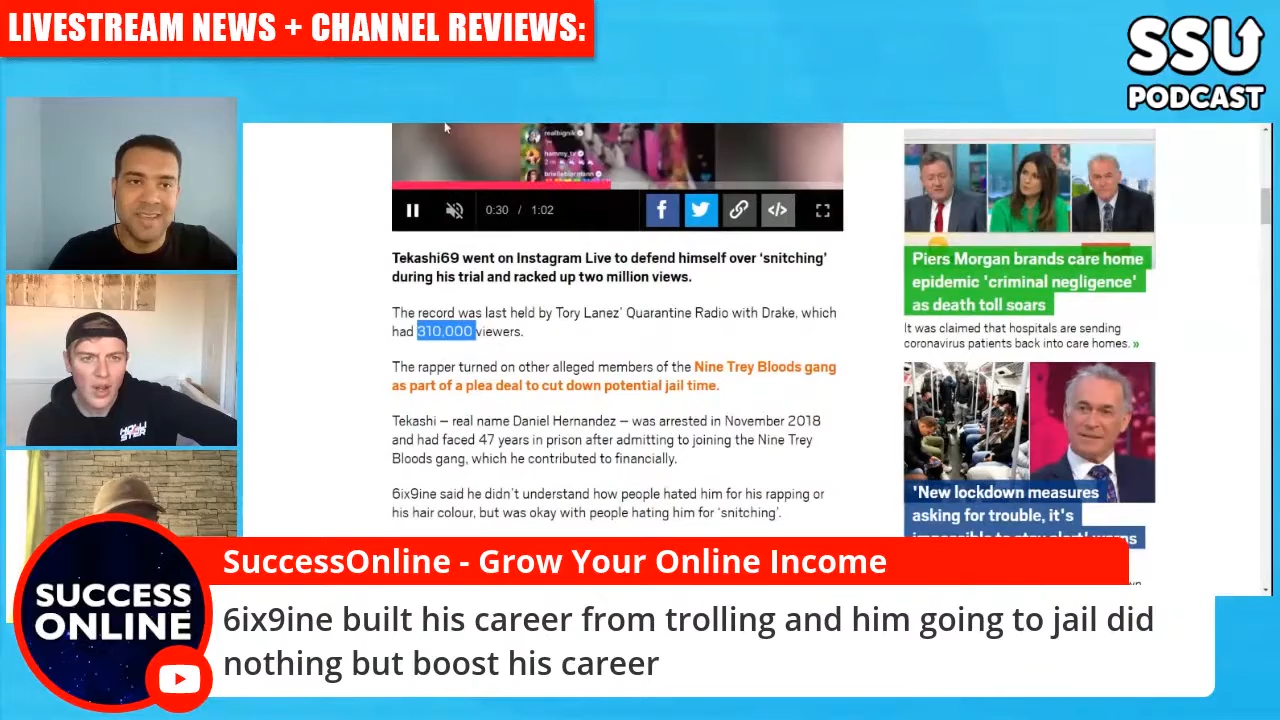 LIVESTREAM NEWS + CHANNEL REVIEWS:
SSU
PODCAST
realbignik
hammy_tv
briellebiermann
0:30 / 1:02
Tekashi69 went on Instagram Live to defend himself over ‘snitching’
during his trial and racked up two million views.
The record was last held by Tory Lanez’ Quarantine Radio with Drake, which
had 310,000 viewers.
The rapper turned on other alleged members of the Nine Trey Bloods gang
as part of a plea deal to cut down potential jail time.
Tekashi – real name Daniel Hernandez – was arrested in November 2018
and had faced 47 years in prison after admitting to joining the Nine Trey
Bloods gang, which he contributed to financially.
6ix9ine said he didn’t understand how people hated him for his rapping or
his hair colour, but was okay with people hating him for ‘snitching’.
Piers Morgan brands care home
epidemic 'criminal negligence'
as death toll soars
It was claimed that hospitals are sending
coronavirus patients back into care homes. »
'New lockdown measures
asking for trouble, it's
SUCCESS
ONLINE
SuccessOnline - Grow Your Online Income
6ix9ine built his career from trolling and him going to jail did
nothing but boost his career